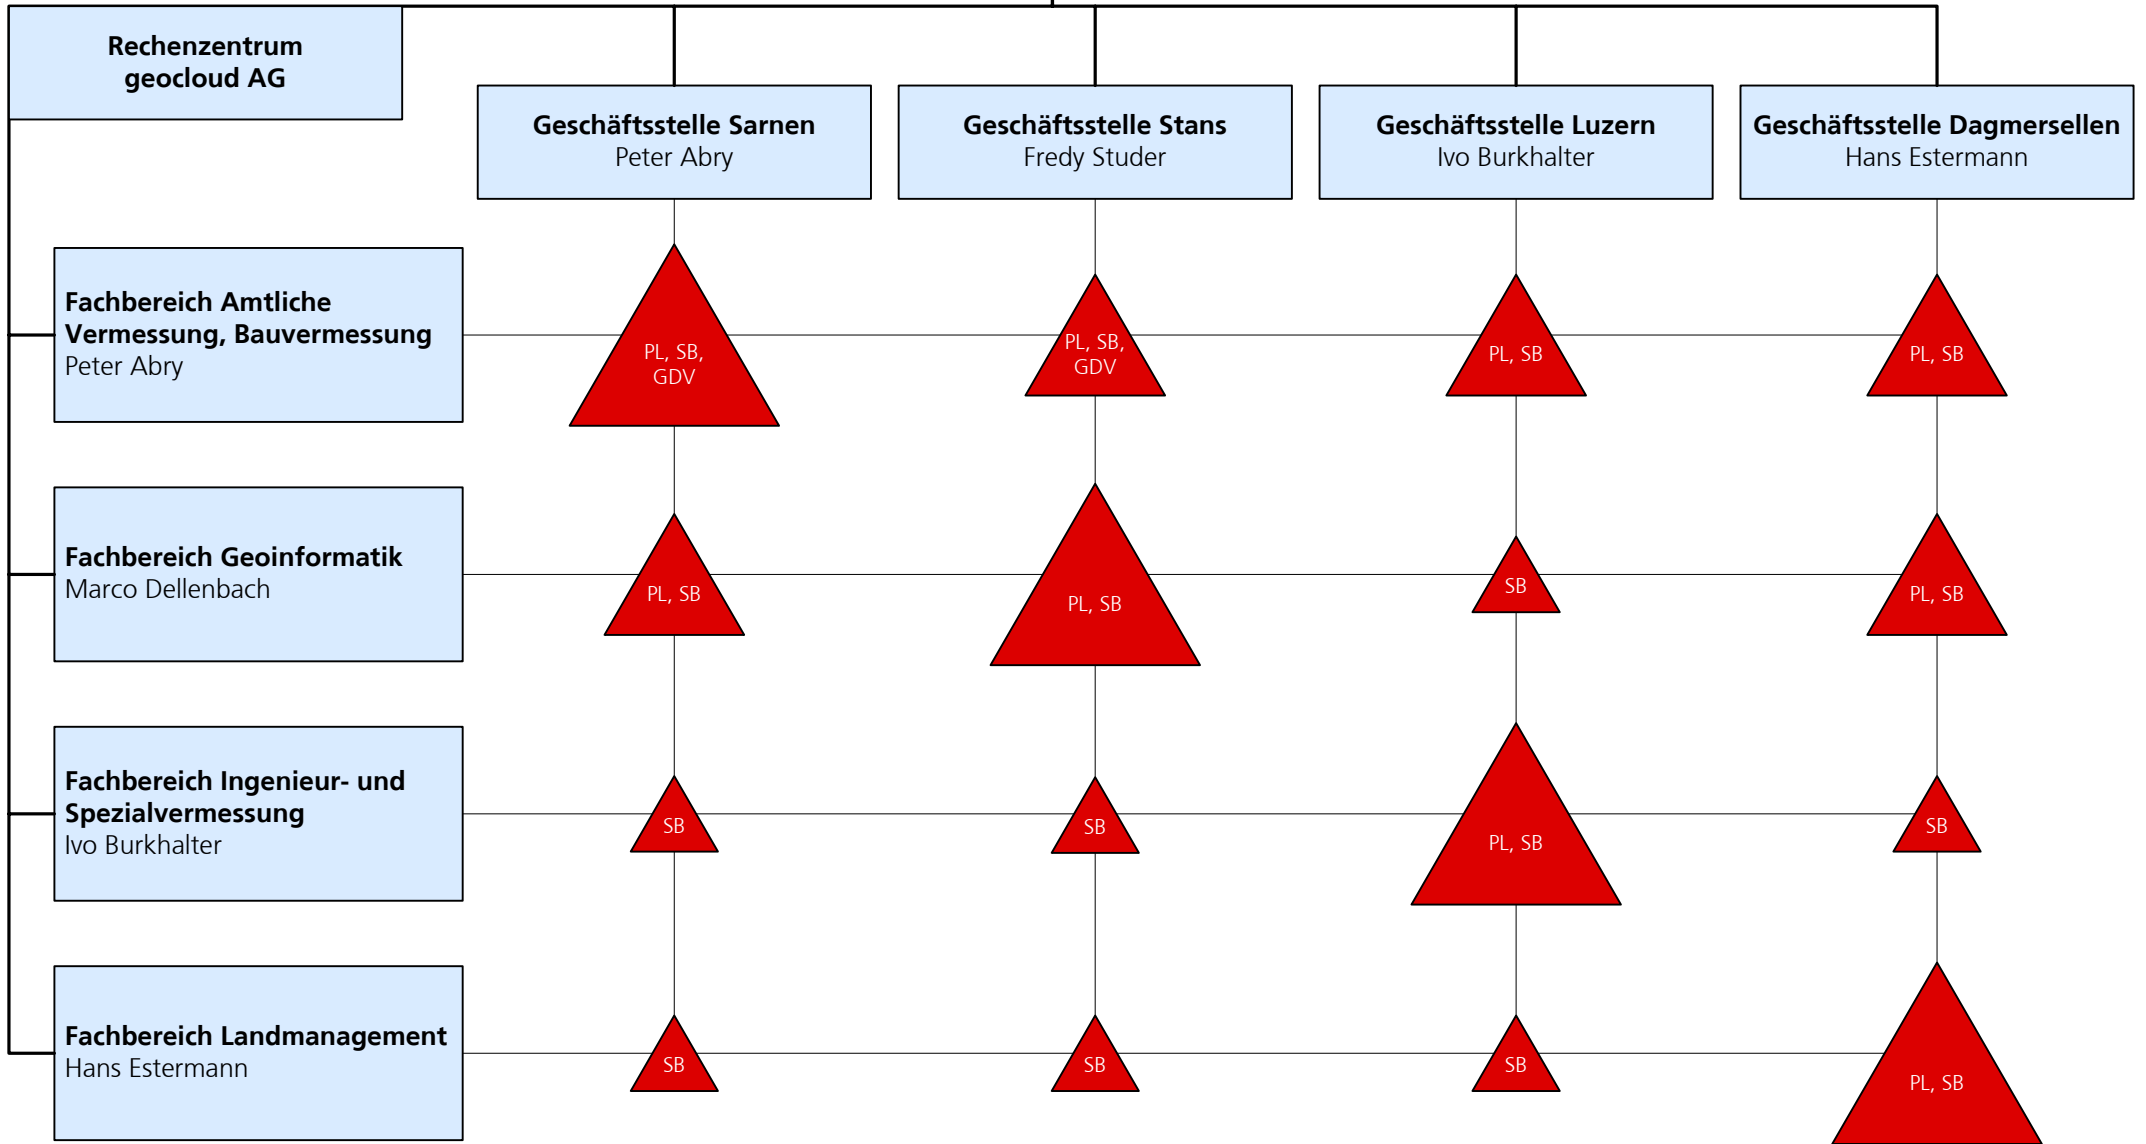 Rechenzentrum
geocloud AG
Geschäftsstelle Sarnen
Peter Abry
Geschäftsstelle Stans
Fredy Studer
Geschäftsstelle Luzern
Ivo Burkhalter
Geschäftsstelle Dagmersellen
Hans Estermann
Fachbereich Amtliche
Vermessung, Bauvermessung
Peter Abry
PL, SB,
GDV
PL, SB,
GDV
PL, SB
PL, SB
Fachbereich Geoinformatik
Marco Dellenbach
PL, SB
PL, SB
SB
PL, SB
Fachbereich Ingenieur- und
Spezialvermessung
Ivo Burkhalter
SB
SB
PL, SB
SB
Fachbereich Landmanagement
Hans Estermann
SB
SB
SB
PL, SB